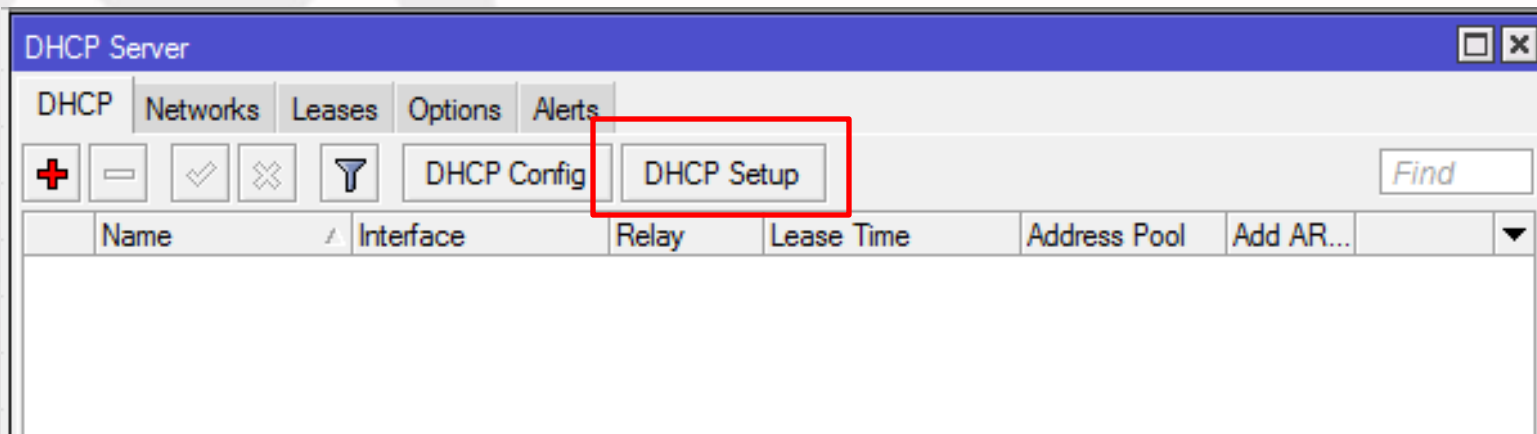 DHCP Server
DHCP Networks Leases Options Alerts
DHCP Config DHCP Setup Find
Name Interface Relay Lease Time Address Pool Add AR...